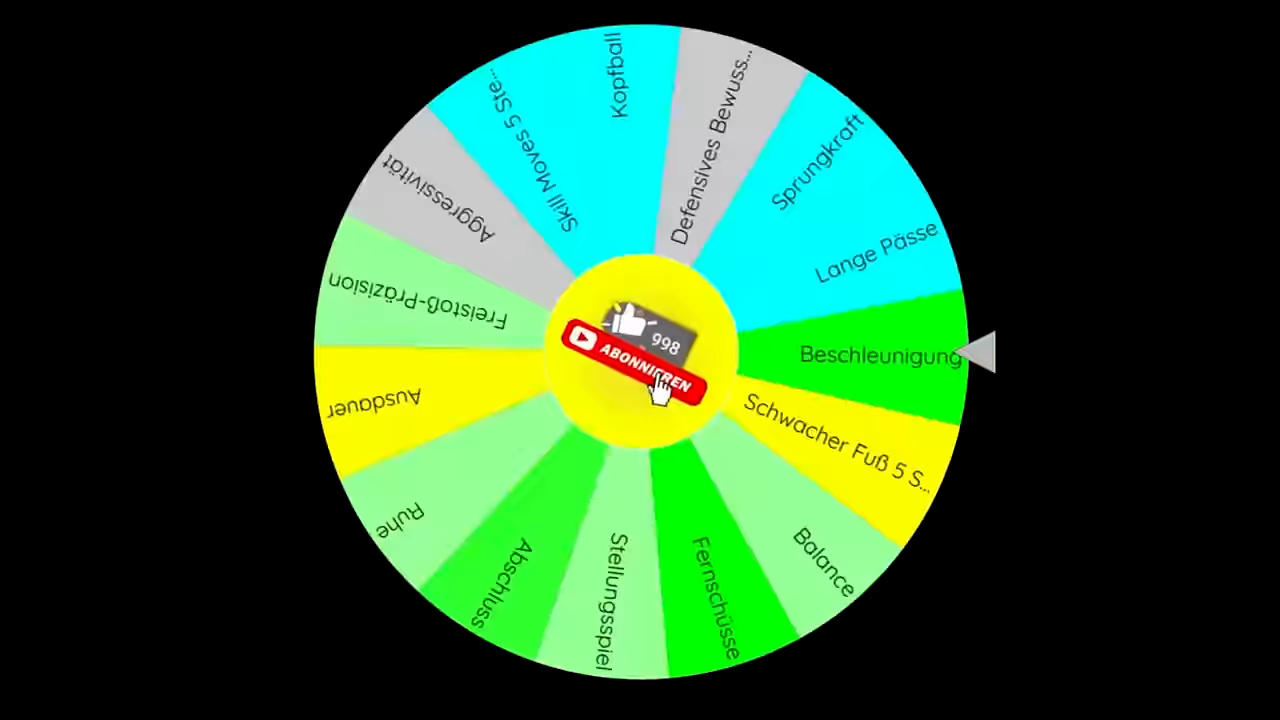 Kopfball
Defensives Bewuss...
Sprungkraft
Lange Pässe
Beschleunigung
Schwacher Fuß 5 S...
Balance
Fernschüsse
Stellungsspiel
Abschluss
Ruhe
Ausdauer
Freistoß-Präzision
Aggressivität
Skill Moves 5 Ste...
998
ABONNIEREN